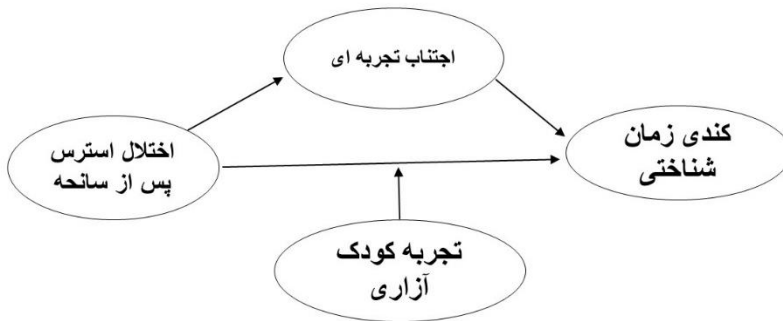 اجتناب تجربه ای
کندی زمان
شناختی
اختلال استرس
پس از سانحه
تجربه کودک
آزاری